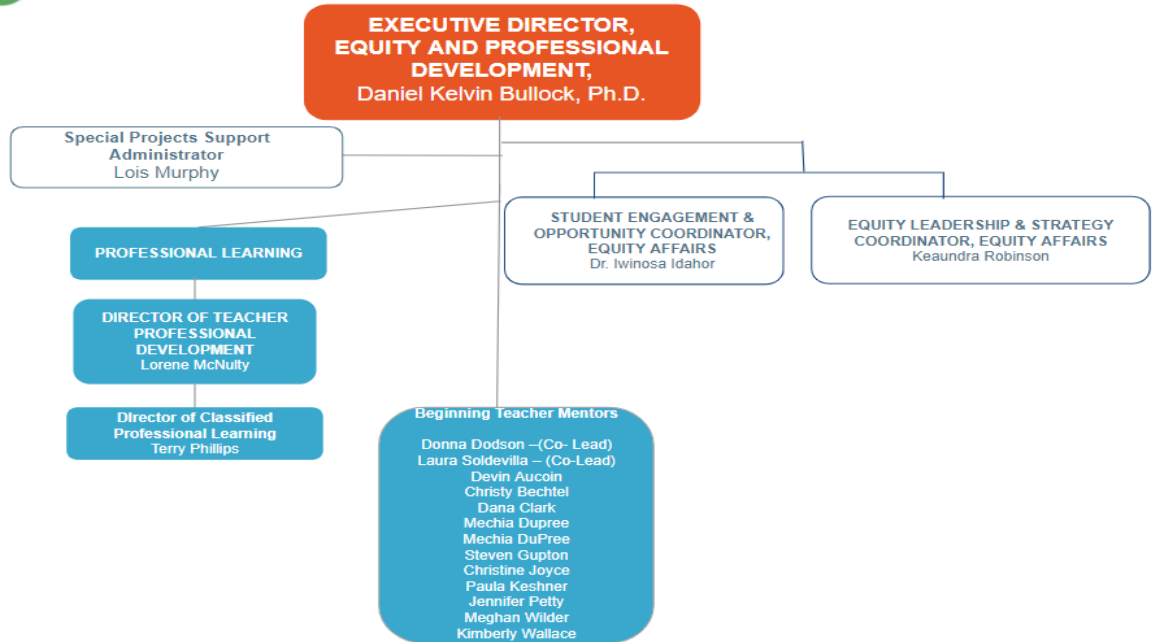 EXECUTIVE DIRECTOR,
EQUITY AND PROFESSIONAL
DEVELOPMENT,
Daniel Kelvin Bullock, Ph.D.
Special Projects Support
Administrator
Lois Murphy
STUDENT ENGAGEMENT &
OPPORTUNITY COORDINATOR,
EQUITY AFFAIRS
Dr. Iwinosa Idahor
EQUITY LEADERSHIP & STRATEGY
COORDINATOR, EQUITY AFFAIRS
Keaundra Robinson
PROFESSIONAL LEARNING
DIRECTOR OF TEACHER
PROFESSIONAL
DEVELOPMENT
Lorene McNulty
Director of Classified
Professional Learning
Terry Phillips
Beginning Teacher Mentors
Donna Dodson –(Co- Lead)
Laura Soldevilla – (Co-Lead)
Devin Aucoin
Christy Bechtel
Dana Clark
Mechia Dupree
Mechia DuPree
Steven Gupton
Christine Joyce
Paula Keshner
Jennifer Petty
Meghan Wilder
Kimberly Wallace